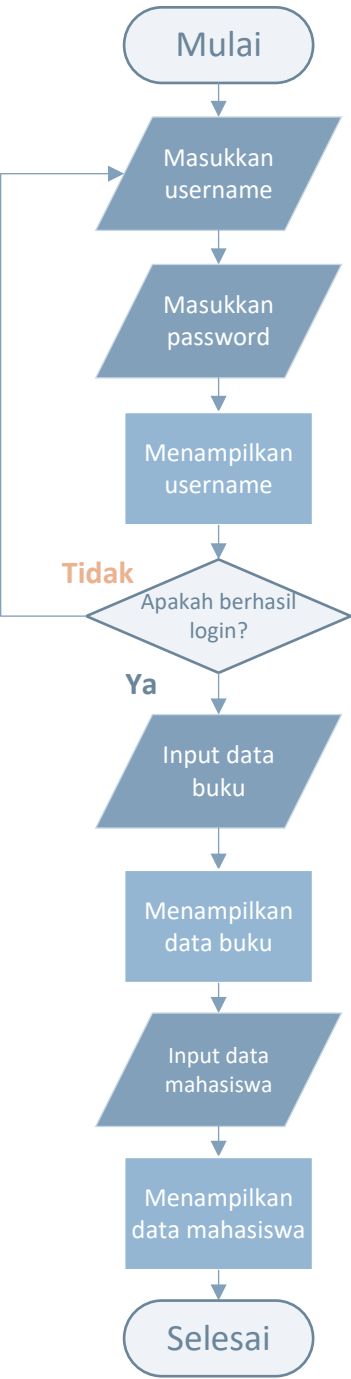 Mulai
Masukkan
username
Masukkan
password
Menampilkan
username
Tidak
Apakah berhasil
login?
Ya
Input data
buku
Menampilkan
data buku
Input data
mahasiswa
Menampilkan
data mahasiswa
Selesai